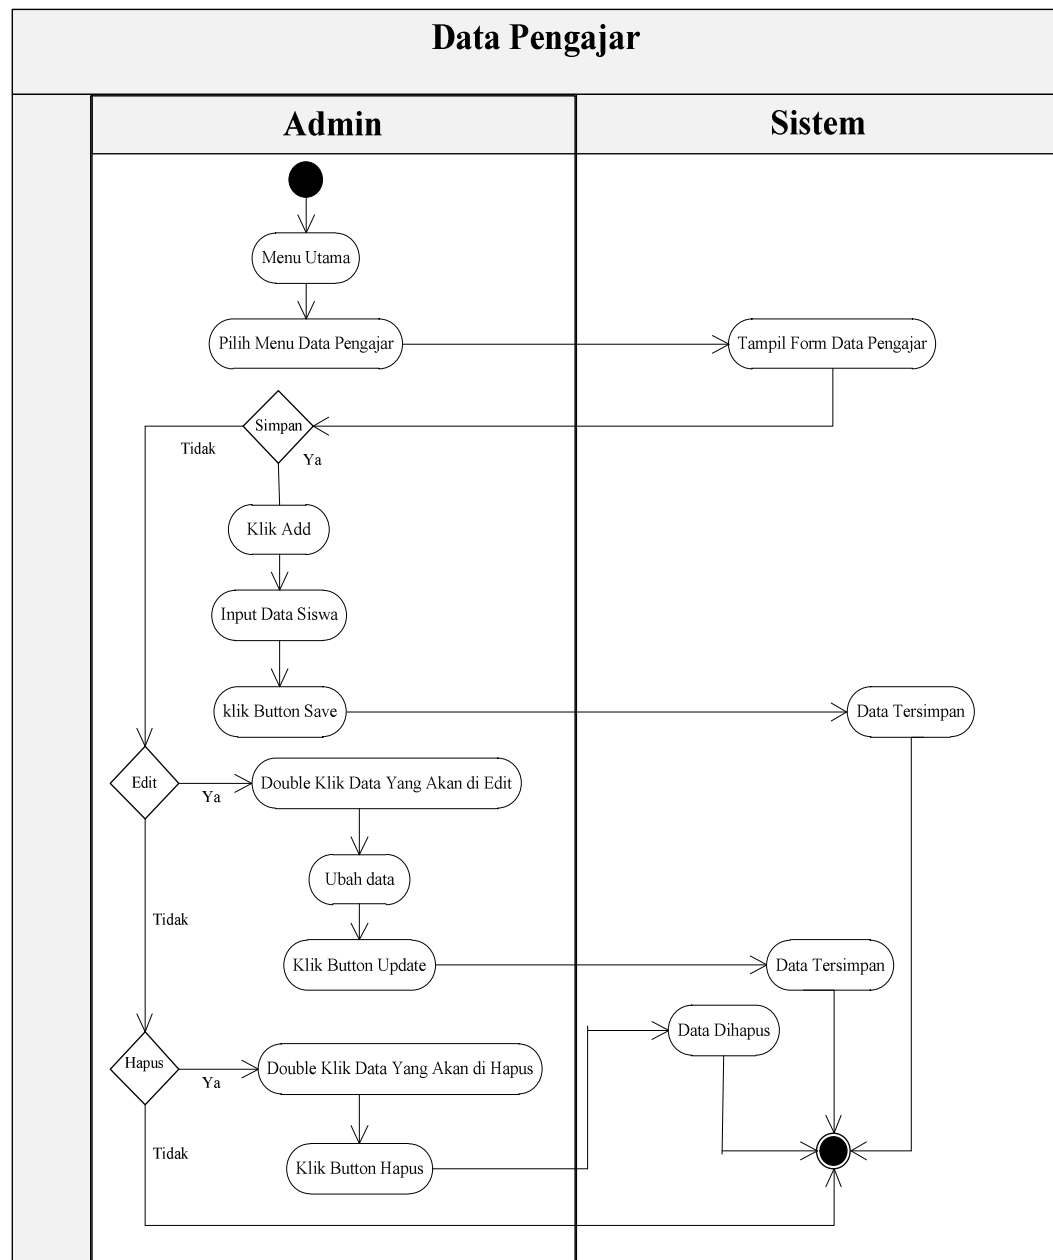 Data Pengajar
Admin
Sistem
Menu Utama
Pilih Menu Data Pengajar
Tampil Form Data Pengajar
Simpan
Tidak
Ya
Klik Add
Input Data Siswa
klik Button Save
Data Tersimpan
Edit
Ya
Double Klik Data Yang Akan di Edit
Ubah data
Tidak
Klik Button Update
Data Tersimpan
Data Dihapus
Hapus
Ya
Double Klik Data Yang Akan di Hapus
Tidak
Klik Button Hapus